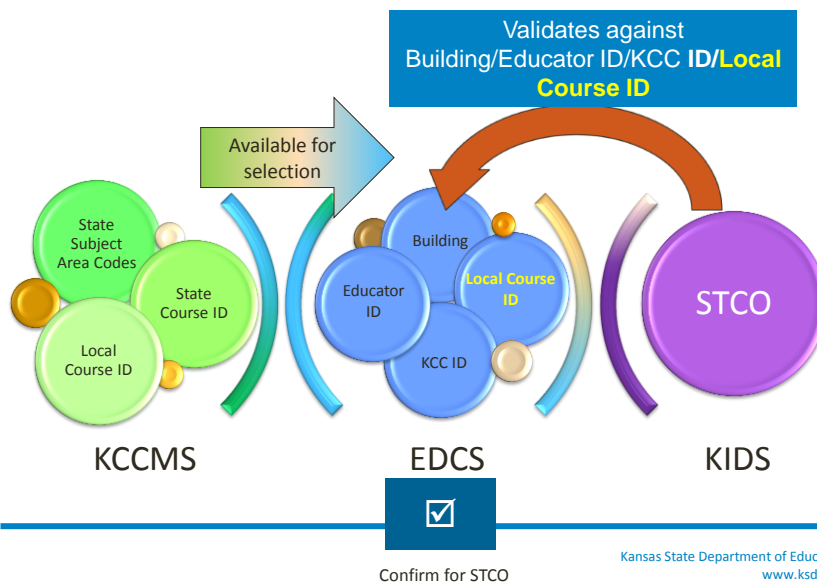 Validates against
Building/Educator ID/KCC ID/Local
Course ID
Available for
selection
State
Subject
Area Codes
State
Course ID
Local
Course ID
Building
Educator
ID
Local Course
ID
KCC ID
STCO
KCCMS
EDCS
KIDS
Confirm for STCO
Kansas State Department of Educ
www.ksd